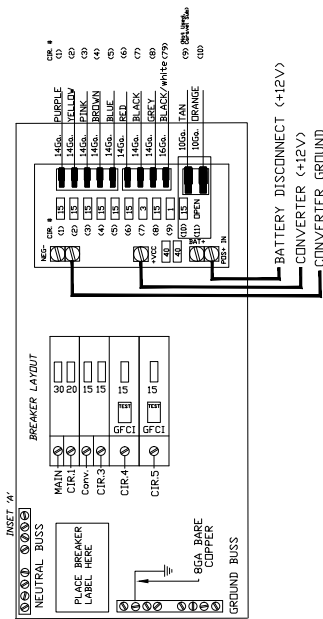 INSET 'A'
NEUTRAL BUSS
PLACE BREAKER
LABEL HERE
8GA BARE
COPPER
GROUND BUSS
BREAKER LAYOUT
MAIN 30
CIR.1 20
Conv. 15
CIR.3 15
CIR.4 GFCI TEST 15
CIR.5 GFCI TEST 15
NEG-
+VCC
40
40
BAT+
POS+ IN
CIR. #
(1) 15
(2) 15
(3) 15
(4) 15
(5) 15
(6) 15
(7) 3
(8) 15
(9)
(10) 15
(11) OPEN
CIR. #
14Ga. PURPLE (1)
14Ga. YELLOW (2)
14Ga. PINK (3)
14Ga. BROWN (4)
14Ga. BLUE (5)
14Ga. RED (6)
14Ga. BLACK (7)
14Ga. GREY (8)
16Ga. BLACK/white (79)
10Ga. TAN (9)
10Ga. ORANGE (10)
BATTERY DISCONNECT (+12V)
CONVERTER (+12V)
CONVERTER GROUND